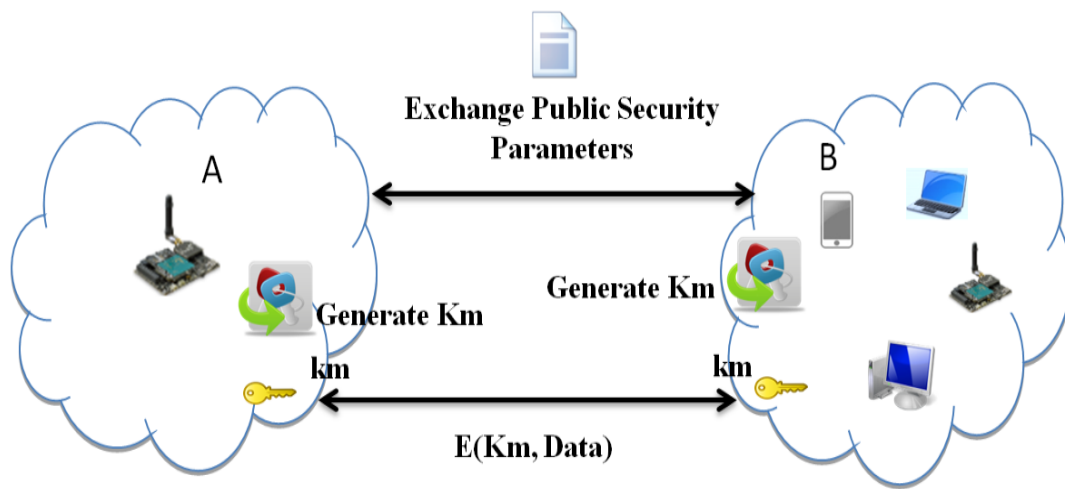 Exchange Public Security
Parameters
A
B
Generate Km
Generate Km
km
km
E(Km, Data)